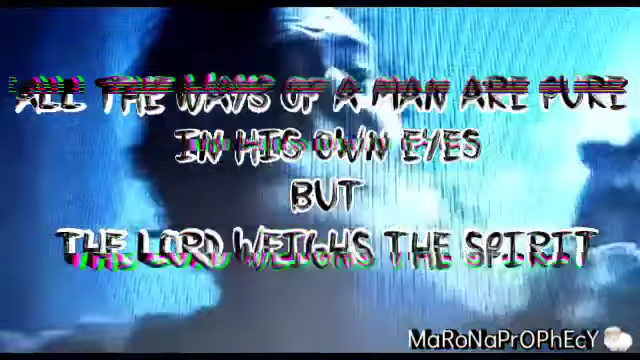 ALL THE WAYS OF A MAN ARE PURE
IN HIS OWN EYES
BUT
THE LORD WEIGHS THE SPIRIT
MaRoNaPrOPhEcY